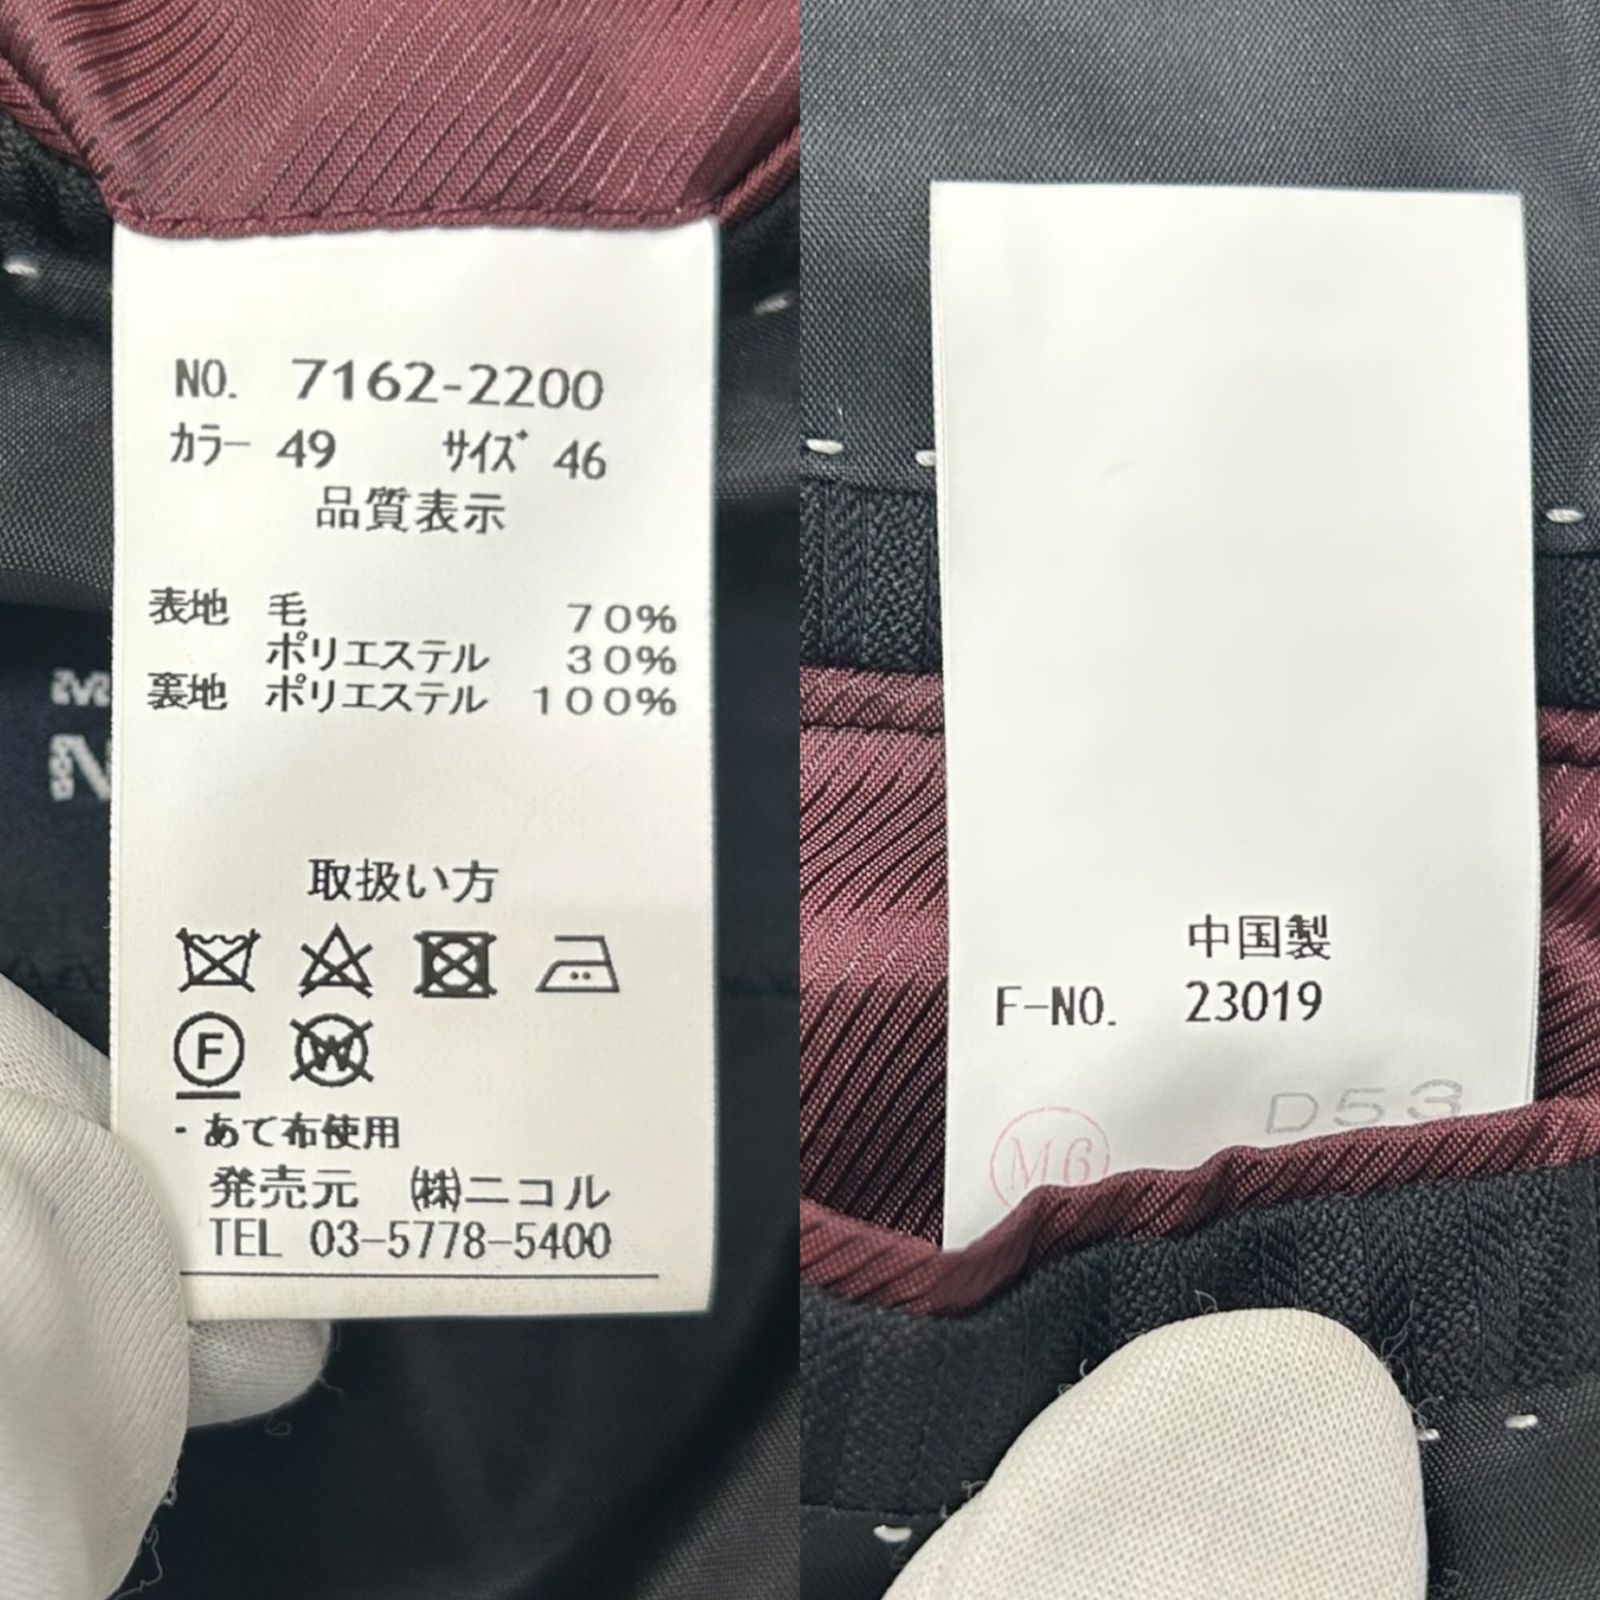 NO. 7162-2200
カラー 49 サイズ 46
品質表示
表地 毛 70%
ポリエステル 30%
裏地 ポリエステル 100%
取扱い方
F W
・あて布使用
発売元 ㈱ニコル
TEL 03-5778-5400
中国製
F-NO. 23019
D53
M6